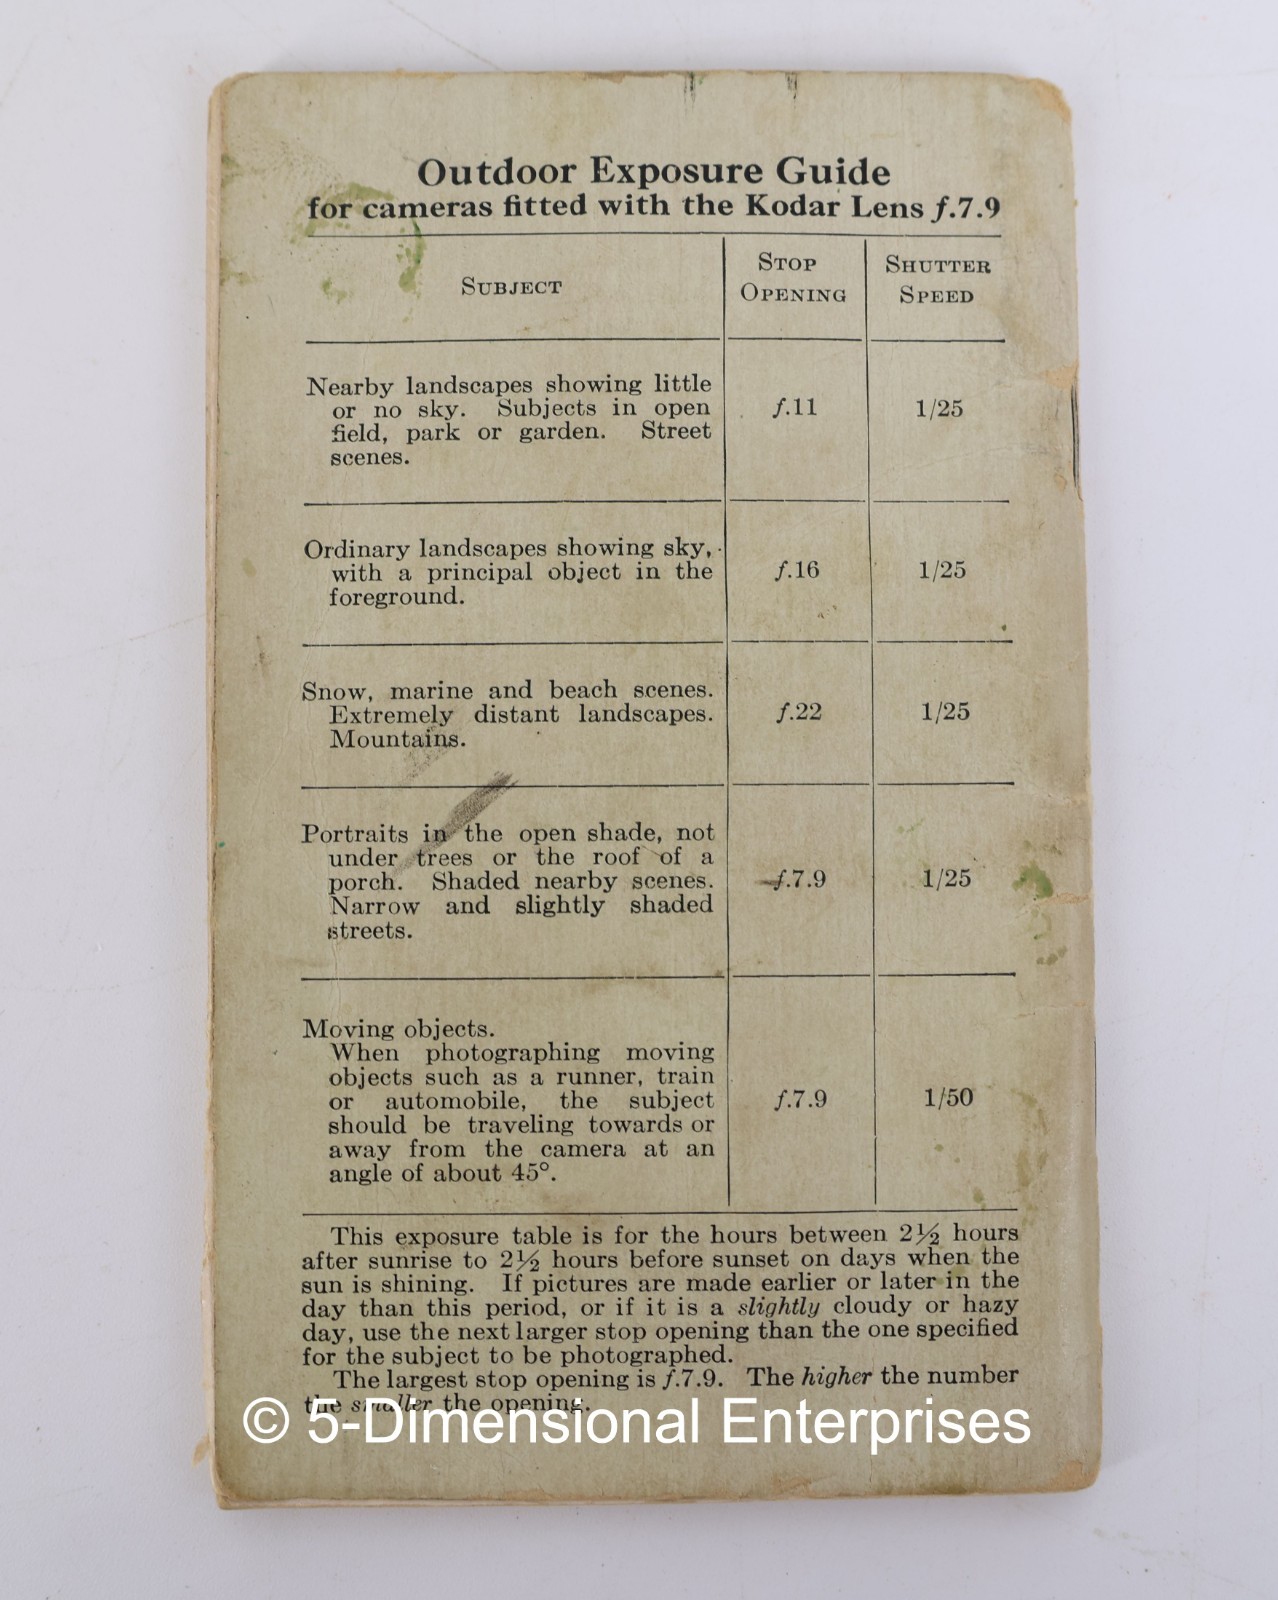 Outdoor Exposure Guide
for cameras fitted with the Kodar Lens f.7.9
SUBJECT
STOP
OPENING
SHUTTER
SPEED
Nearby landscapes showing little
or no sky. Subjects in open
field, park or garden. Street
scenes.
f.11
1/25
Ordinary landscapes showing sky,
with a principal object in the
foreground.
f.16
1/25
Snow, marine and beach scenes.
Extremely distant landscapes.
Mountains.
f.22
1/25
Portraits in the open shade, not
under trees or the roof of a
porch. Shaded nearby scenes.
Narrow and slightly shaded
streets.
f.7.9
1/25
Moving objects.
When photographing moving
objects such as a runner, train
or automobile, the subject
should be traveling towards or
away from the camera at an
angle of about 45°.
f.7.9
1/50
This exposure table is for the hours between 2½ hours
after sunrise to 2½ hours before sunset on days when the
sun is shining. If pictures are made earlier or later in the
day than this period, or if it is a slightly cloudy or hazy
day, use the next larger stop opening than the one specified
for the subject to be photographed.
The largest stop opening is f.7.9. The higher the number
the smaller the opening.
© 5-Dimensional Enterprises